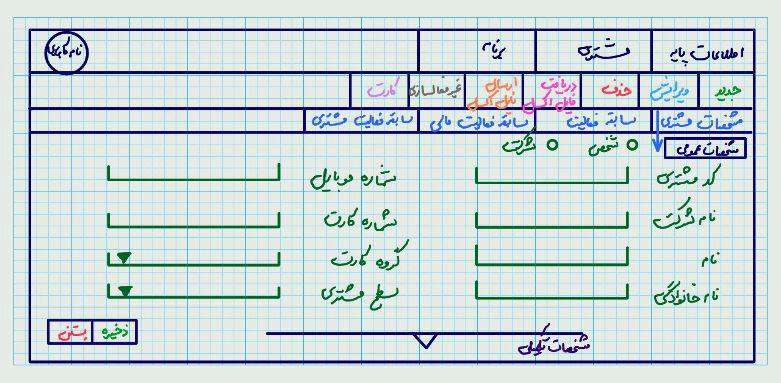 اطلاعات پایه مشتری برنامه نام کاربری
جدید ویرایش حذف دریافت فایل اکسل ارسال فایل اکسل غیرفعالسازی کارت
مشخصات مشتری سابقه فعالیت سابقه فعالیت مالی سابقه فعالیت مشتری
مشخصات عمومی شخص شرکت
کد مشتری شماره موبایل
نام شرکت شماره کارت
نام گروه کارت
نام خانوادگی سطح مشتری
مشخصات تکمیلی ذخیره بستن